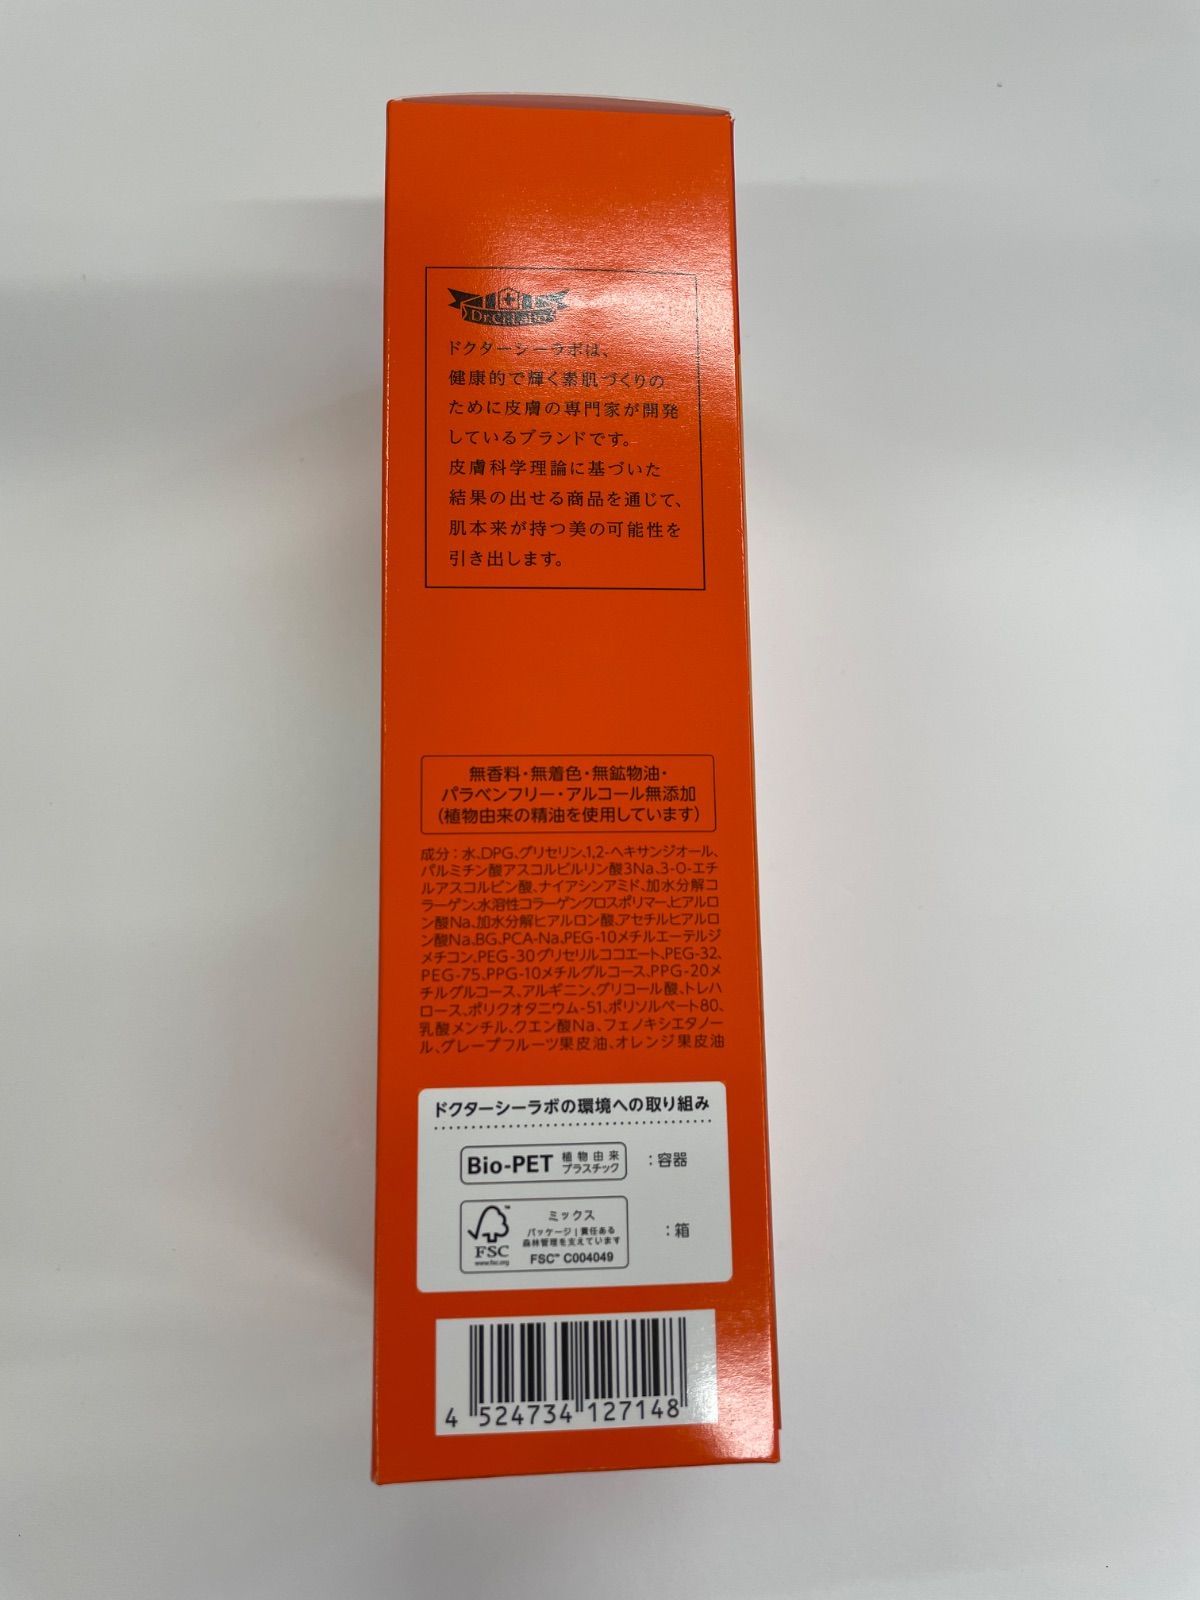 Dr.Ci:Labo
ドクターシーラボは、
健康的で輝く素肌づくりの
ために皮膚の専門家が開発
しているブランドです。
皮膚科学理論に基づいた
結果の出せる商品を通じて、
肌本来が持つ美の可能性を
引き出します。
無香料・無着色・無鉱物油・
パラベンフリー・アルコール無添加
(植物由来の精油を使用しています)
成分：水、DPG、グリセリン、1,2-ヘキサンジオール、
パルミチン酸アスコルビルリン酸3Na、3-O-エチ
ルアスコルビン酸、ナイアシンアミド、加水分解コ
ラーゲン、水溶性コラーゲンクロスポリマー、ヒアルロ
ン酸Na、加水分解ヒアルロン酸、アセチルヒアルロ
ン酸Na、BG、PCA-Na、PEG-10メチルエーテルジ
メチコン、PEG-30グリセリルココエート、PEG-32、
PEG-75、PPG-10メチルグルコース、PPG-20メ
チルグルコース、アルギニン、グリコール酸、トレハ
ロース、ポリクオタニウム-51、ポリソルベート80、
乳酸メンチル、クエン酸Na、フェノキシエタノー
ル、グレープフルーツ果皮油、オレンジ果皮油
ドクターシーラボの環境への取り組み
Bio-PET 植物由来 プラスチック ：容器
FSC™
www.fsc.org
ミックス
パッケージ｜責任ある
森林管理を支えています
FSC™ C004049
：箱
4 524734 127148